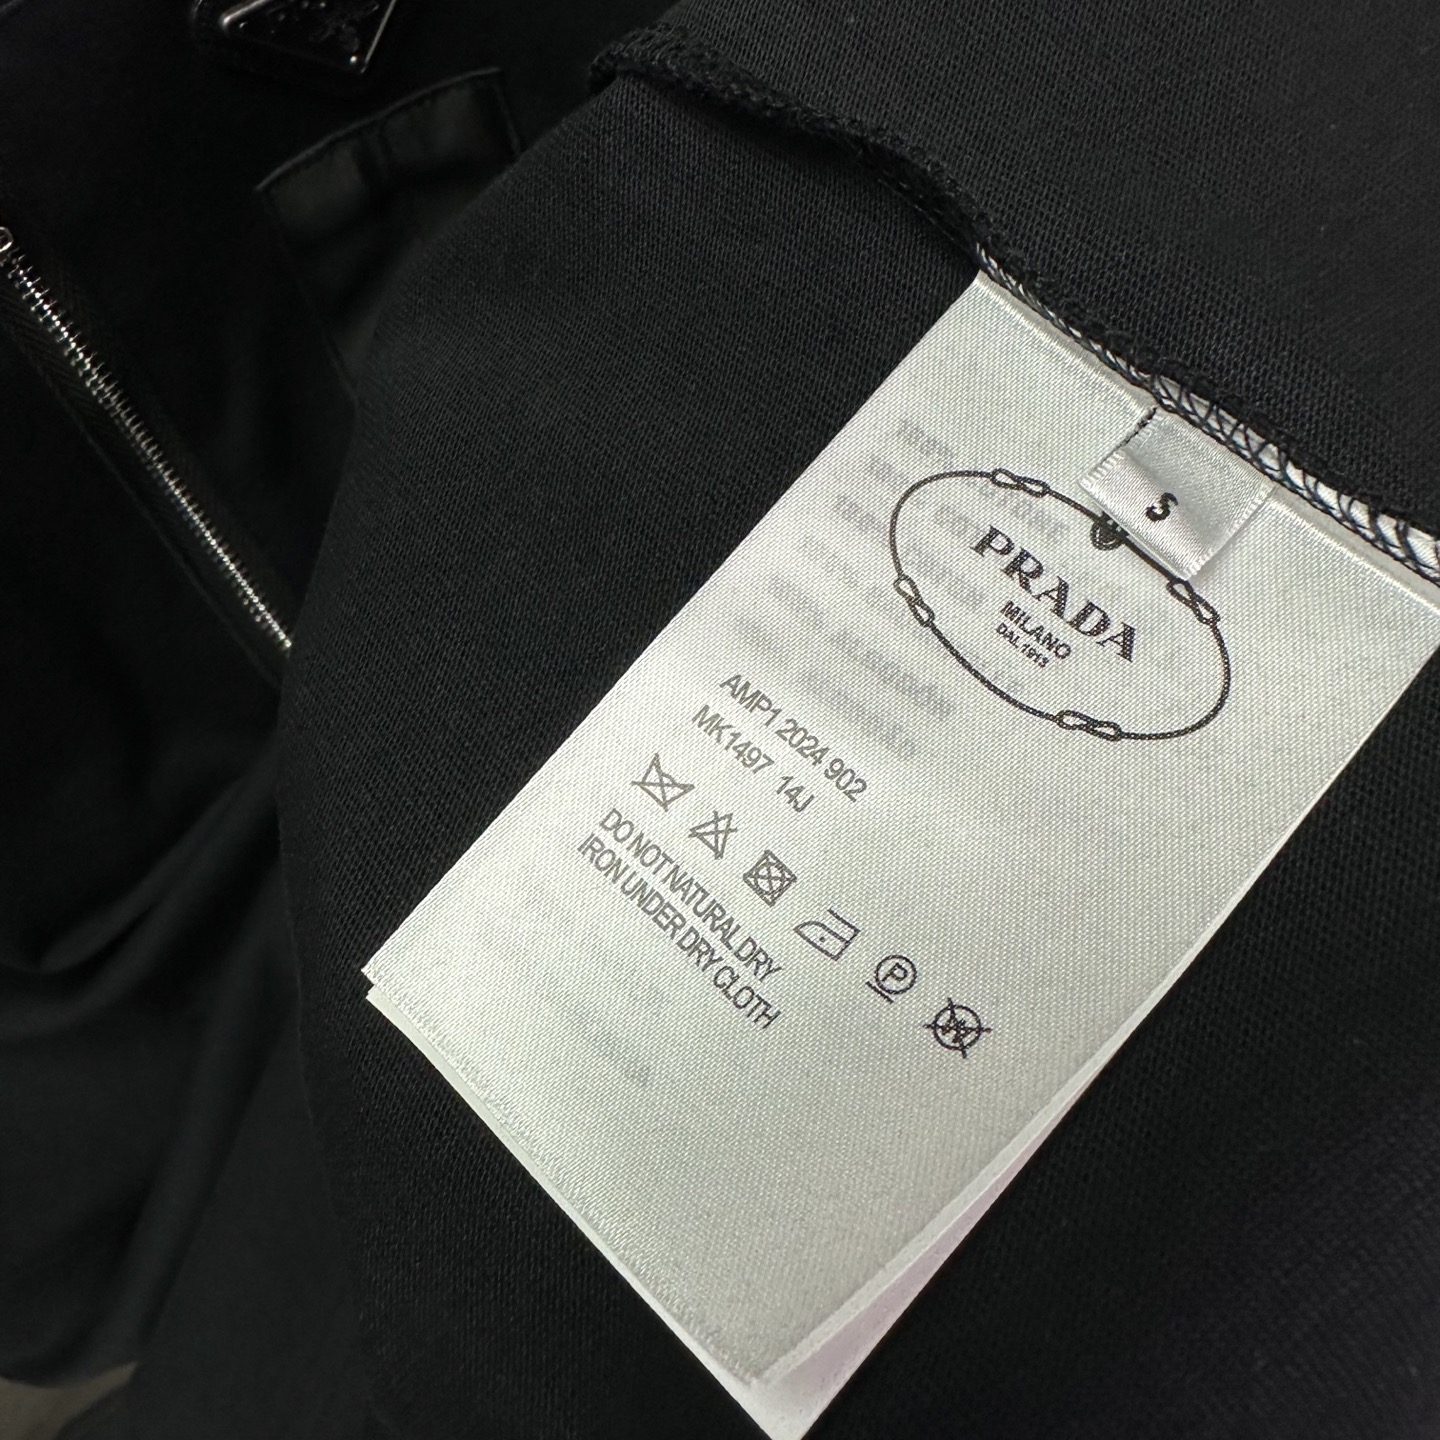 S
PRADA
MILANO
DAL 1913
AMP1 2024 902
MK1497 14J
P
DO NOT NATURAL DRY
IRON UNDER DRY CLOTH